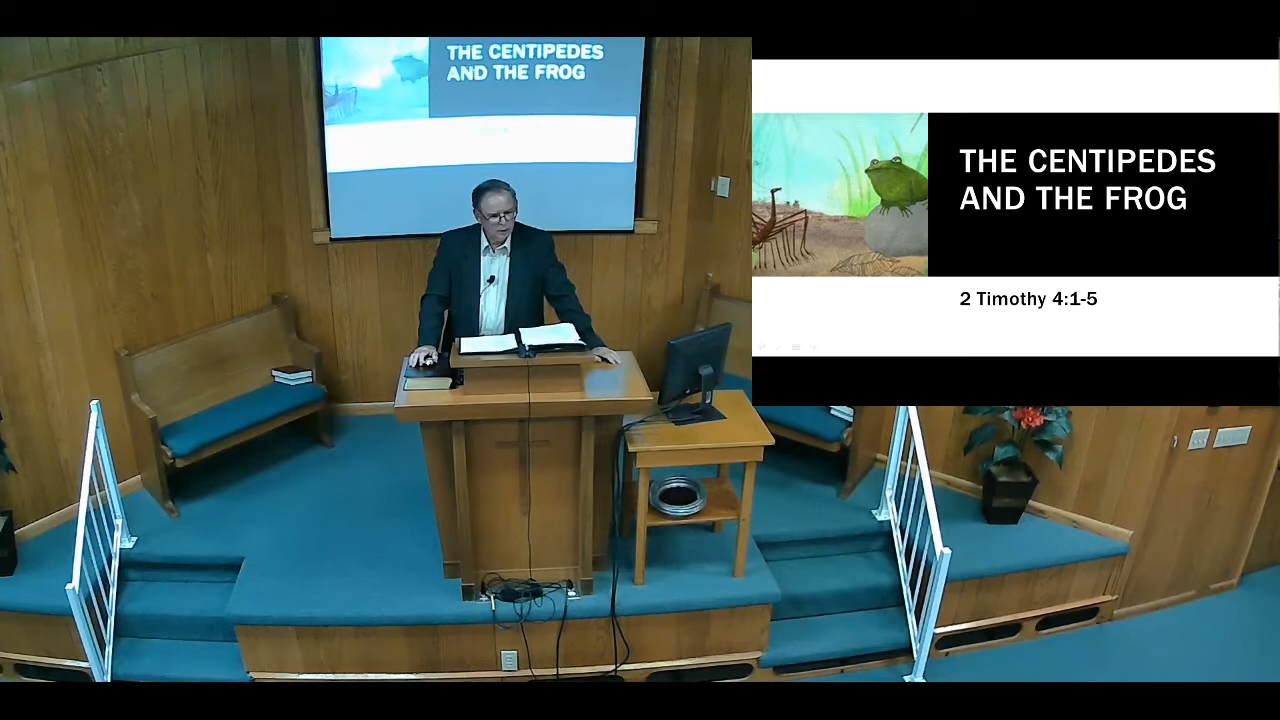 THE CENTIPEDES
AND THE FROG
THE CENTIPEDES
AND THE FROG
2 Timothy 4:1-5